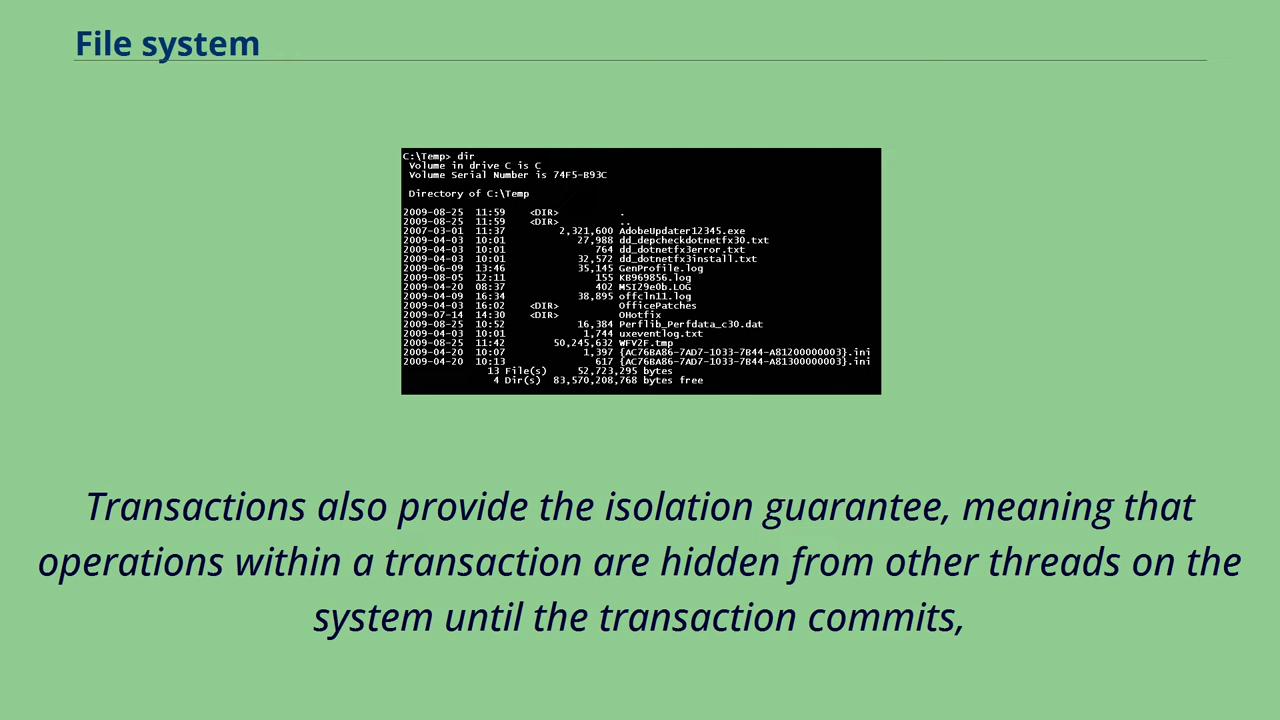 File system
C:\Temp> dir
Volume in drive C is C
Volume Serial Number is 74F5-B93C
Directory of C:\Temp
2009-08-25 11:59 <DIR> .
2009-08-25 11:59 <DIR> ..
2007-03-01 11:37 2,321,600 AdobeUpdater12345.exe
2009-04-03 10:01 27,988 dd_depcheckdotnetfx30.txt
2009-04-03 10:01 764 dd_dotnetfx3error.txt
2009-04-03 10:01 32,572 dd_dotnetfx3install.txt
2009-06-09 13:46 35,145 GenProfile.log
2009-08-05 12:11 155 KB969856.log
2009-04-20 08:37 402 MSI29e0b.LOG
2009-04-09 16:34 38,895 offcln11.log
2009-04-03 16:02 <DIR> OfficePatches
2009-07-14 14:30 <DIR> OHotfix
2009-08-25 10:52 16,384 Perflib_Perfdata_c30.dat
2009-04-03 10:01 1,744 uxeventlog.txt
2009-08-25 11:42 50,245,632 WFV2F.tmp
2009-04-20 10:07 1,397 {AC76BA86-7AD7-1033-7B44-A81200000003}.ini
2009-04-20 10:13 617 {AC76BA86-7AD7-1033-7B44-A81300000003}.ini
13 File(s) 52,723,295 bytes
4 Dir(s) 83,570,208,768 bytes free
Transactions also provide the isolation guarantee, meaning that
operations within a transaction are hidden from other threads on the
system until the transaction commits,